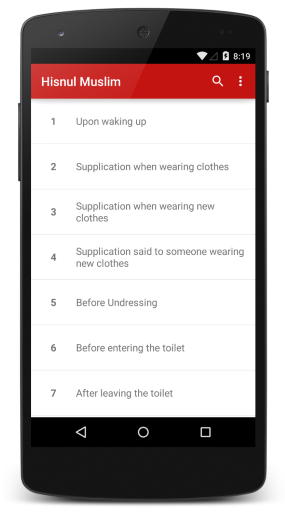 8:19
Hisnul Muslim
1 Upon waking up
2 Supplication when wearing clothes
3 Supplication when wearing new
clothes
4 Supplication said to someone wearing
new clothes
5 Before Undressing
6 Before entering the toilet
7 After leaving the toilet